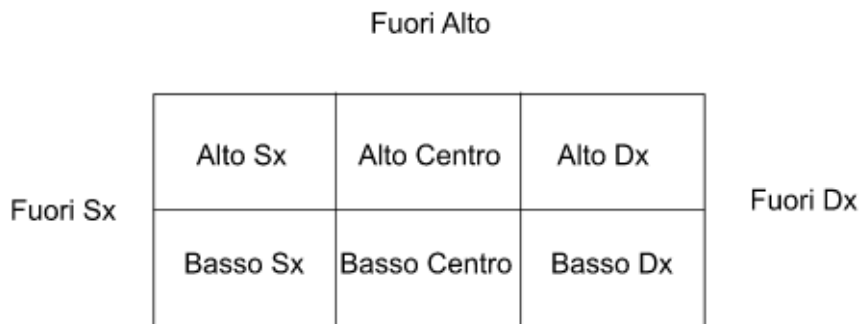 Fuori Alto
Alto Sx Alto Centro Alto Dx
Fuori Sx Fuori Dx
Basso Sx Basso Centro Basso Dx